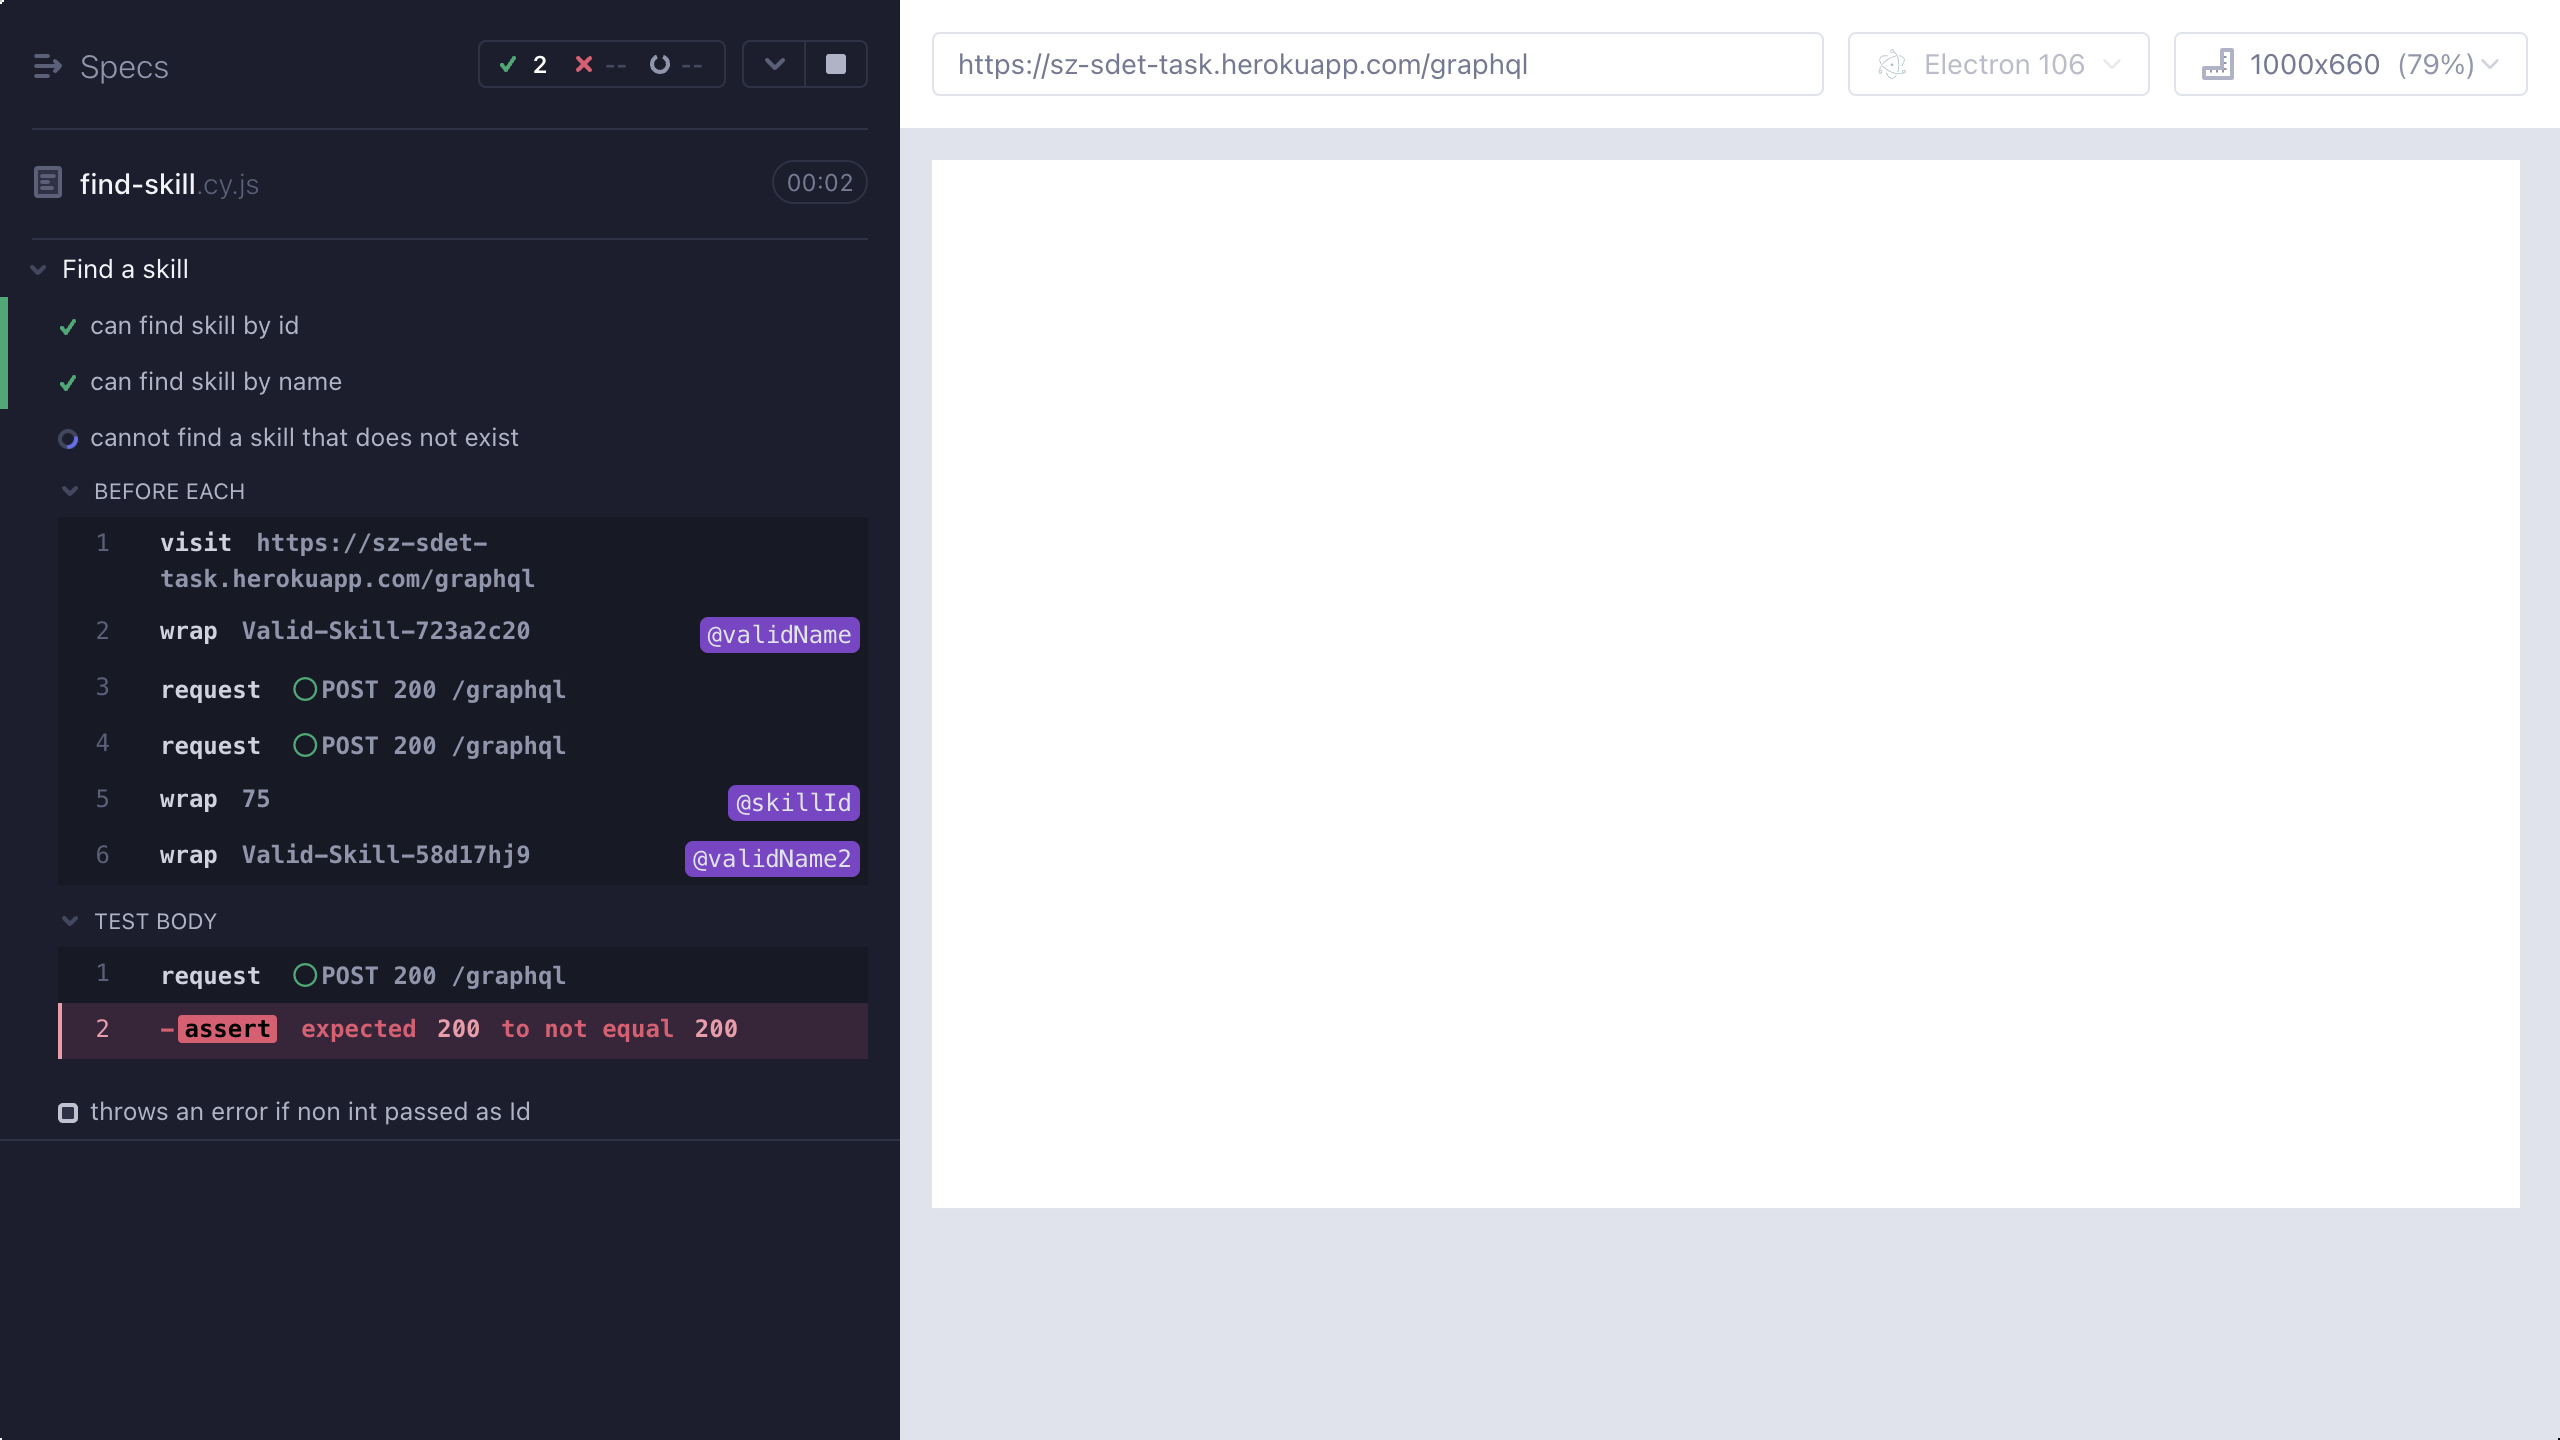 Specs
2 -- --
find-skill.cy.js
00:02
Find a skill
can find skill by id
can find skill by name
cannot find a skill that does not exist
BEFORE EACH
1 visit https://sz-sdet-
task.herokuapp.com/graphql
2 wrap Valid-Skill-723a2c20 @validName
3 request POST 200 /graphql
4 request POST 200 /graphql
5 wrap 75 @skillId
6 wrap Valid-Skill-58d17hj9 @validName2
TEST BODY
1 request POST 200 /graphql
2 -assert expected 200 to not equal 200
throws an error if non int passed as Id
https://sz-sdet-task.herokuapp.com/graphql
Electron 106
1000x660 (79%)